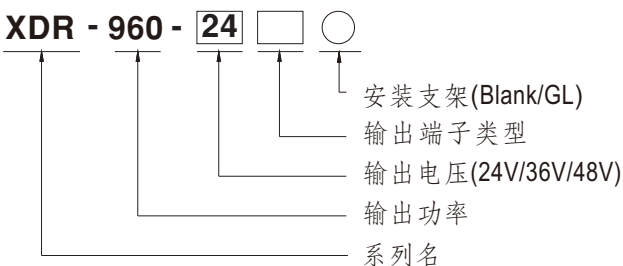 XDR - 960 - 24
安装支架(Blank/GL)
输出端子类型
输出电压(24V/36V/48V)
输出功率
系列名